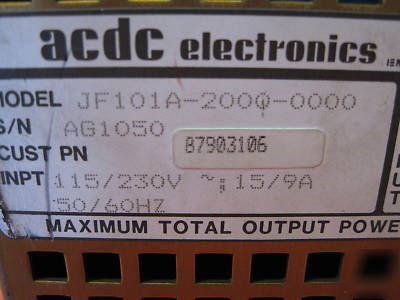 acdc electronics
MODEL JF101A-200Q-0000
S/N AG1050
CUST PN 87903106
INPT 115/230V ~; 15/9A
50/60HZ
MAXIMUM TOTAL OUTPUT POWE